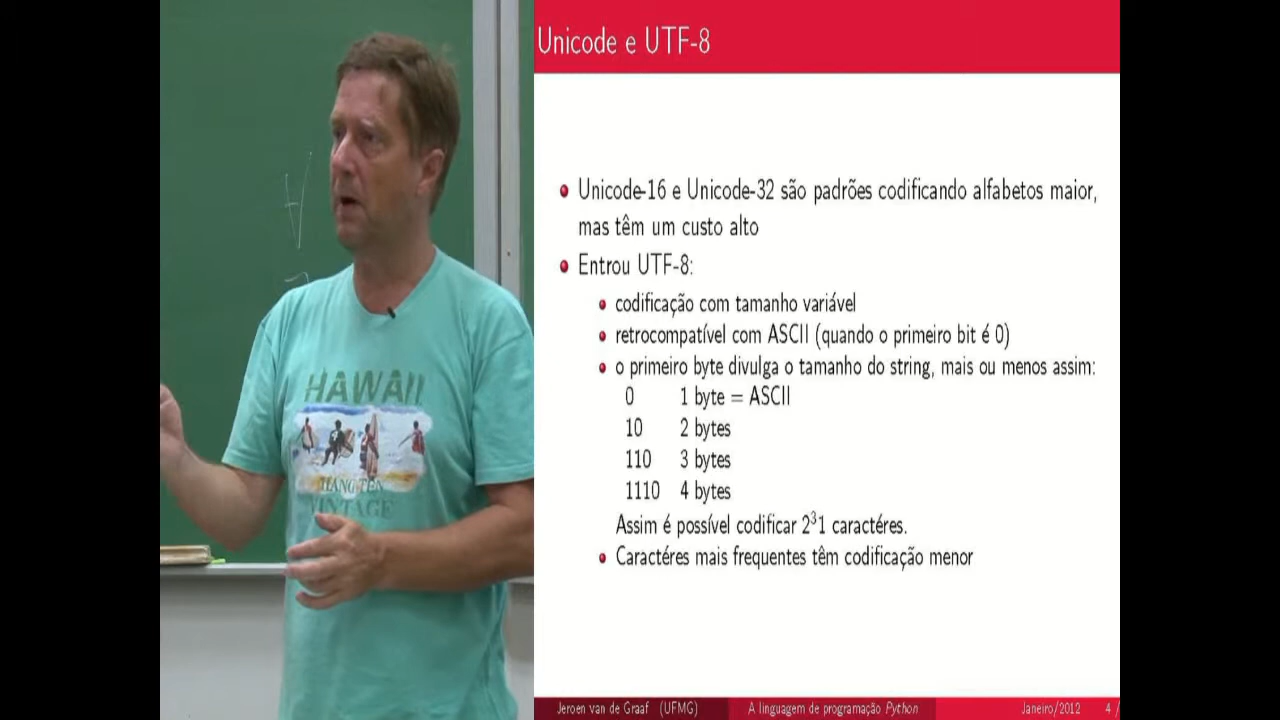 Unicode e UTF-8
Unicode-16 e Unicode-32 são padrões codificando alfabetos maior,
mas têm um custo alto
Entrou UTF-8:
codificação com tamanho variável
retrocompatível com ASCII (quando o primeiro bit é 0)
o primeiro byte divulga o tamanho do string, mais ou menos assim:
0 1 byte = ASCII
10 2 bytes
110 3 bytes
1110 4 bytes
Assim é possível codificar 2³1 caractéres.
Caractéres mais frequentes têm codificação menor
HAWAII
HANG TEN
VINTAGE
Jeroen van de Graaf (UFMG) A linguagem de programação Python Janeiro/2012 4 /